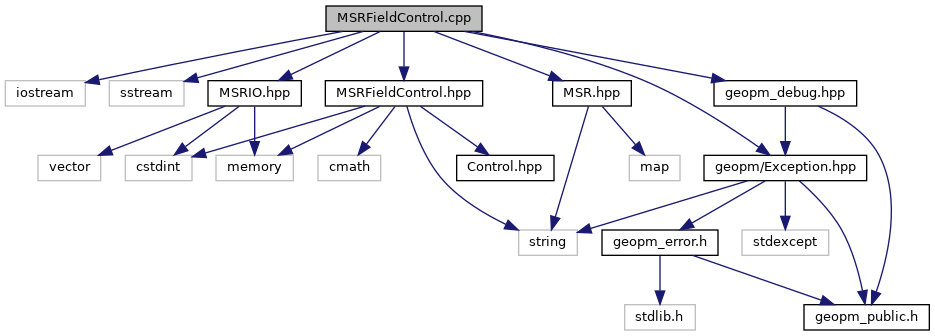 MSRFieldControl.cpp
iostream
sstream
MSRIO.hpp
MSRFieldControl.hpp
MSR.hpp
geopm_debug.hpp
vector
cstdint
memory
cmath
Control.hpp
map
geopm/Exception.hpp
string
geopm_error.h
stdexcept
stdlib.h
geopm_public.h